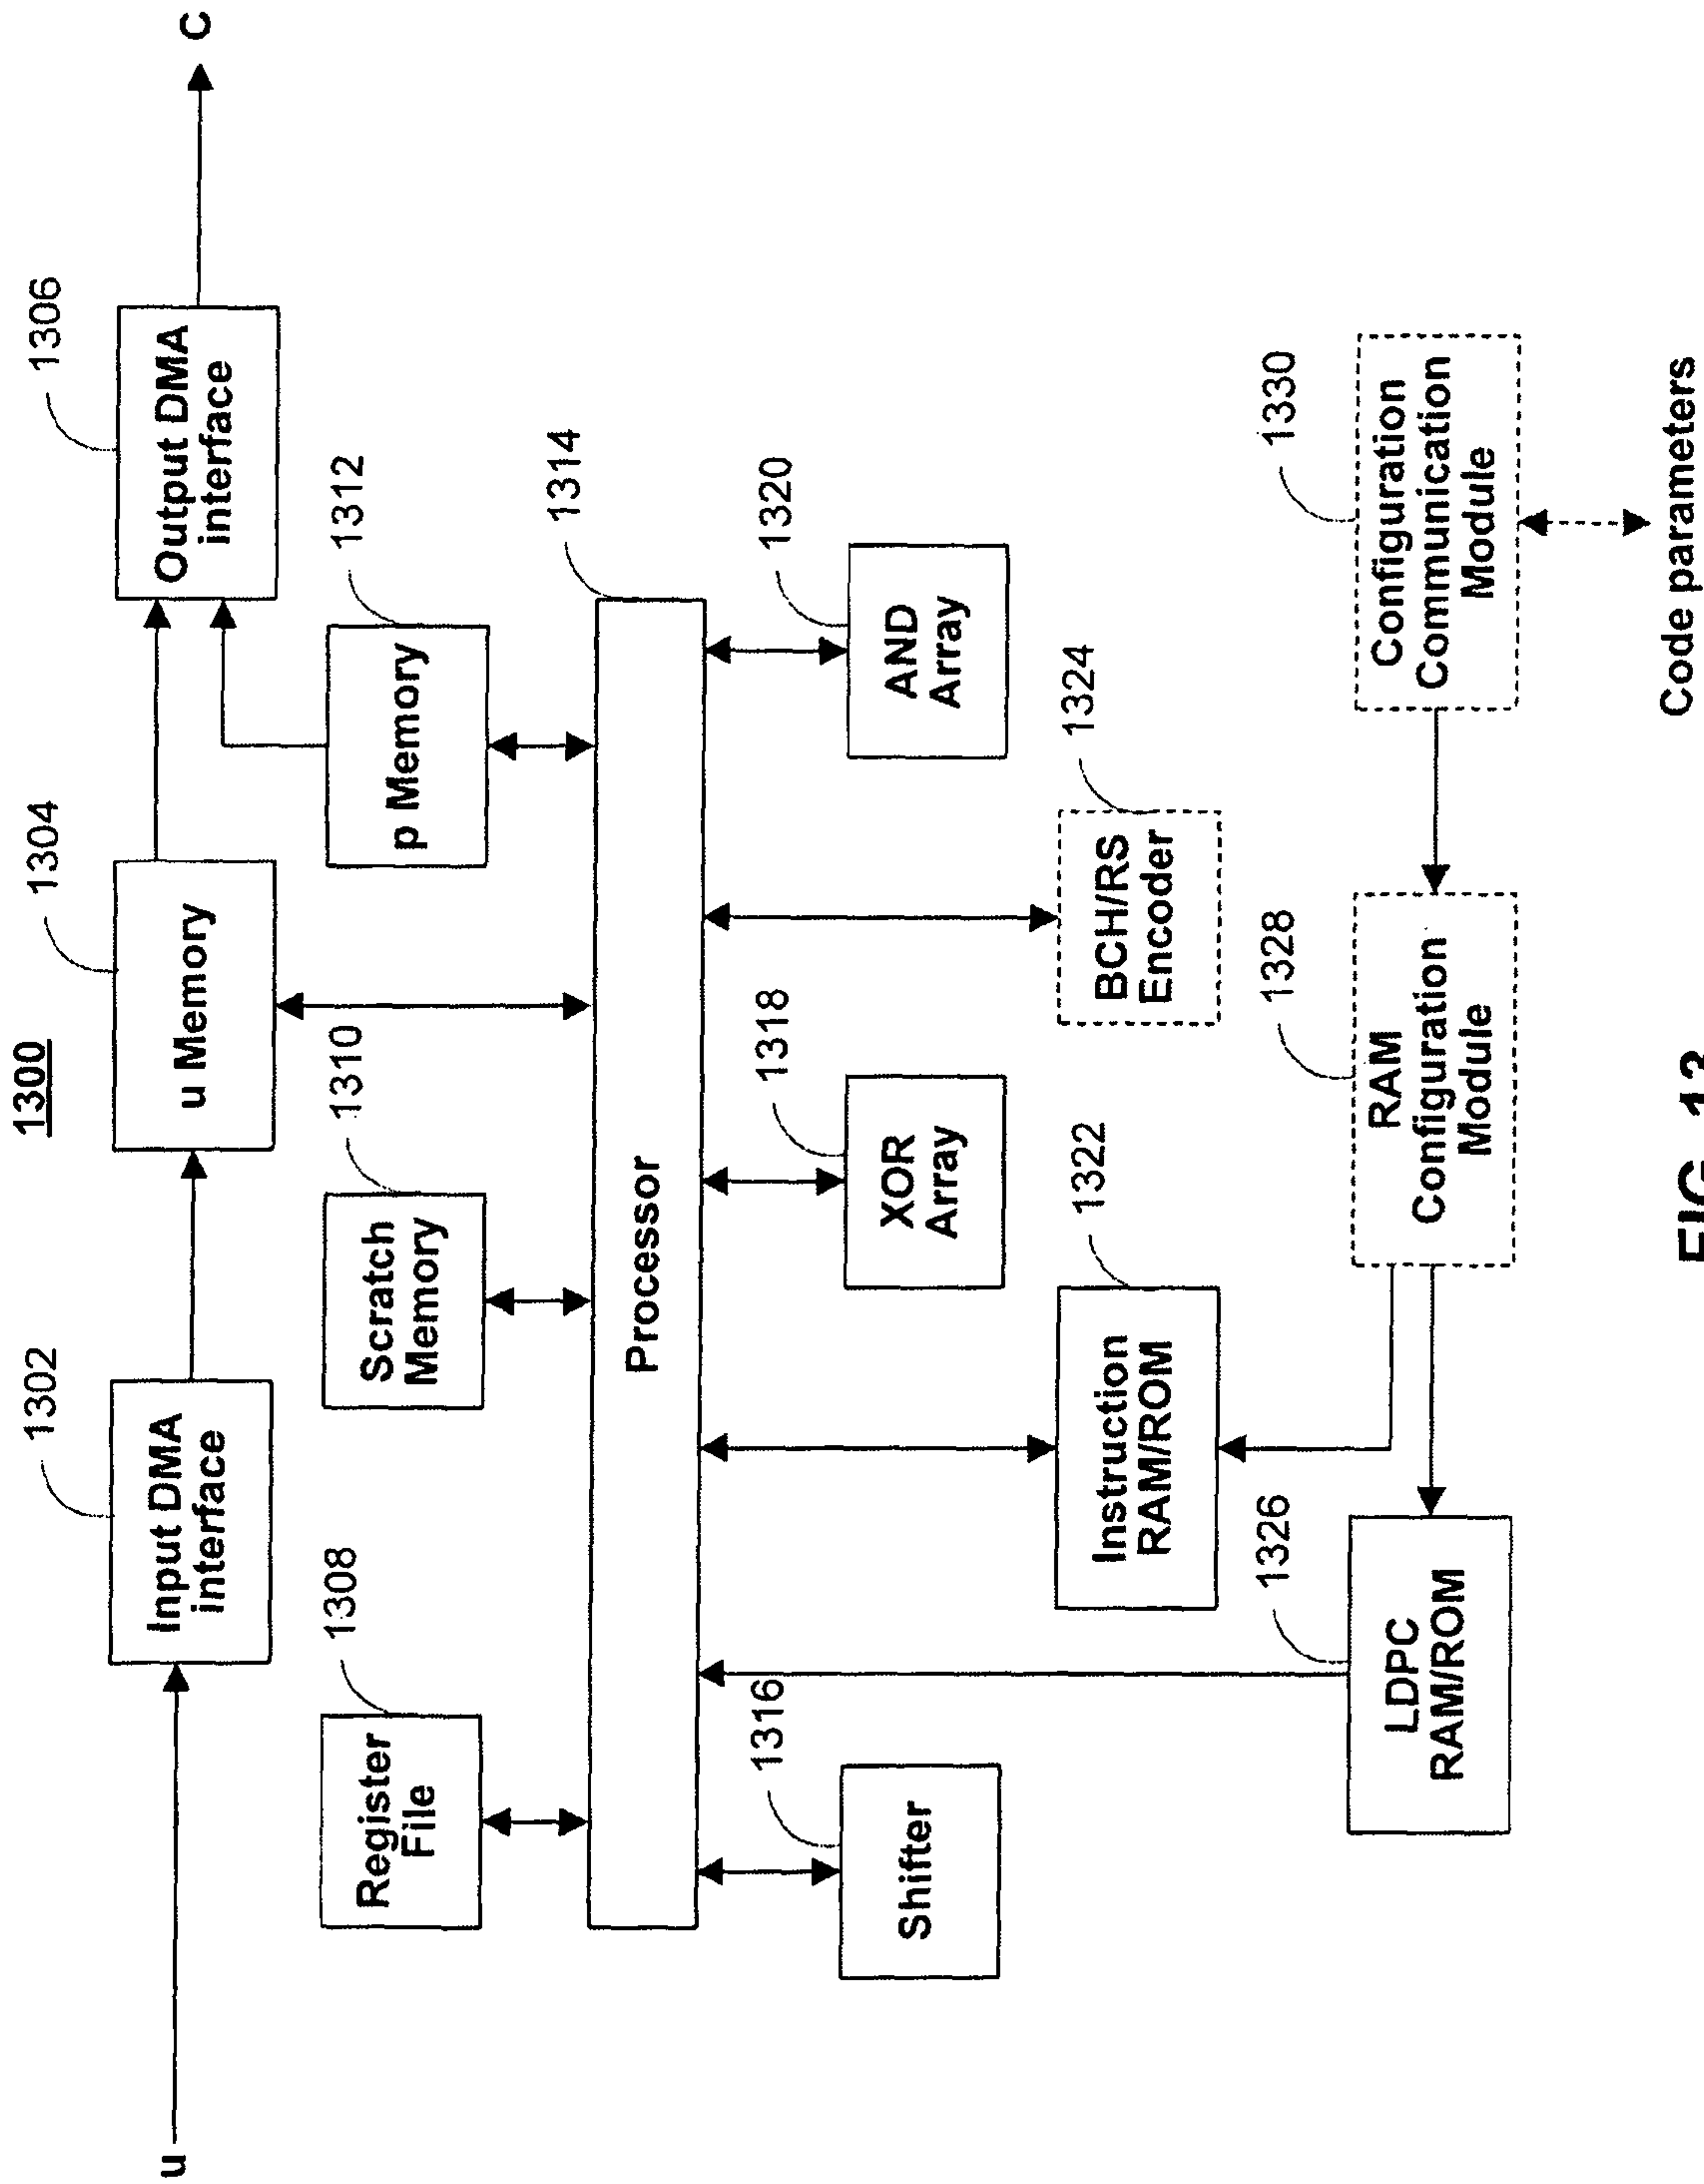 1300
u
1302
Input DMA
interface
1304
u Memory
1306
Output DMA
interface
C
1308
Register
File
1310
Scratch
Memory
1312
p Memory
1314
Processor
1316
Shifter
1318
XOR
Array
1320
AND
Array
1322
Instruction
RAM/ROM
1324
BCH/RS
Encoder
1326
LDPC
RAM/ROM
1328
RAM
Configuration
Module
1330
Configuration
Communication
Module
Code parameters